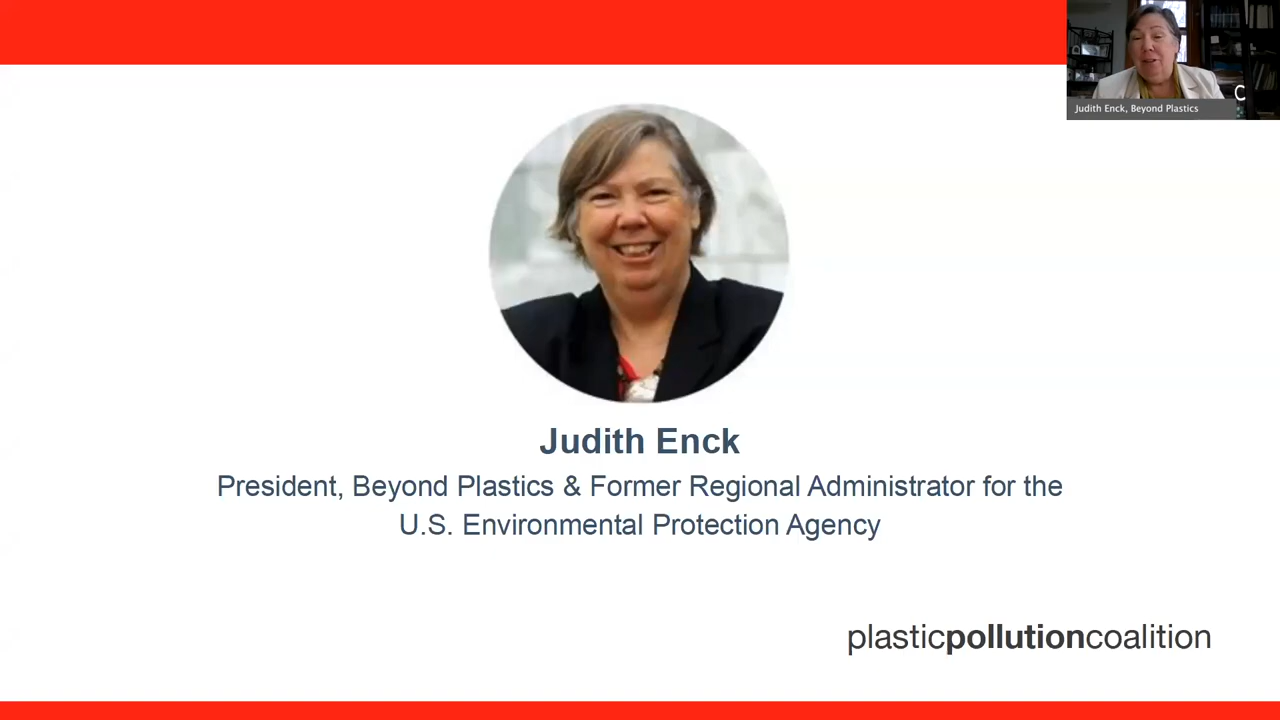 Judith Enck, Beyond Plastics
Judith Enck
President, Beyond Plastics & Former Regional Administrator for the
U.S. Environmental Protection Agency
plasticpollutioncoalition